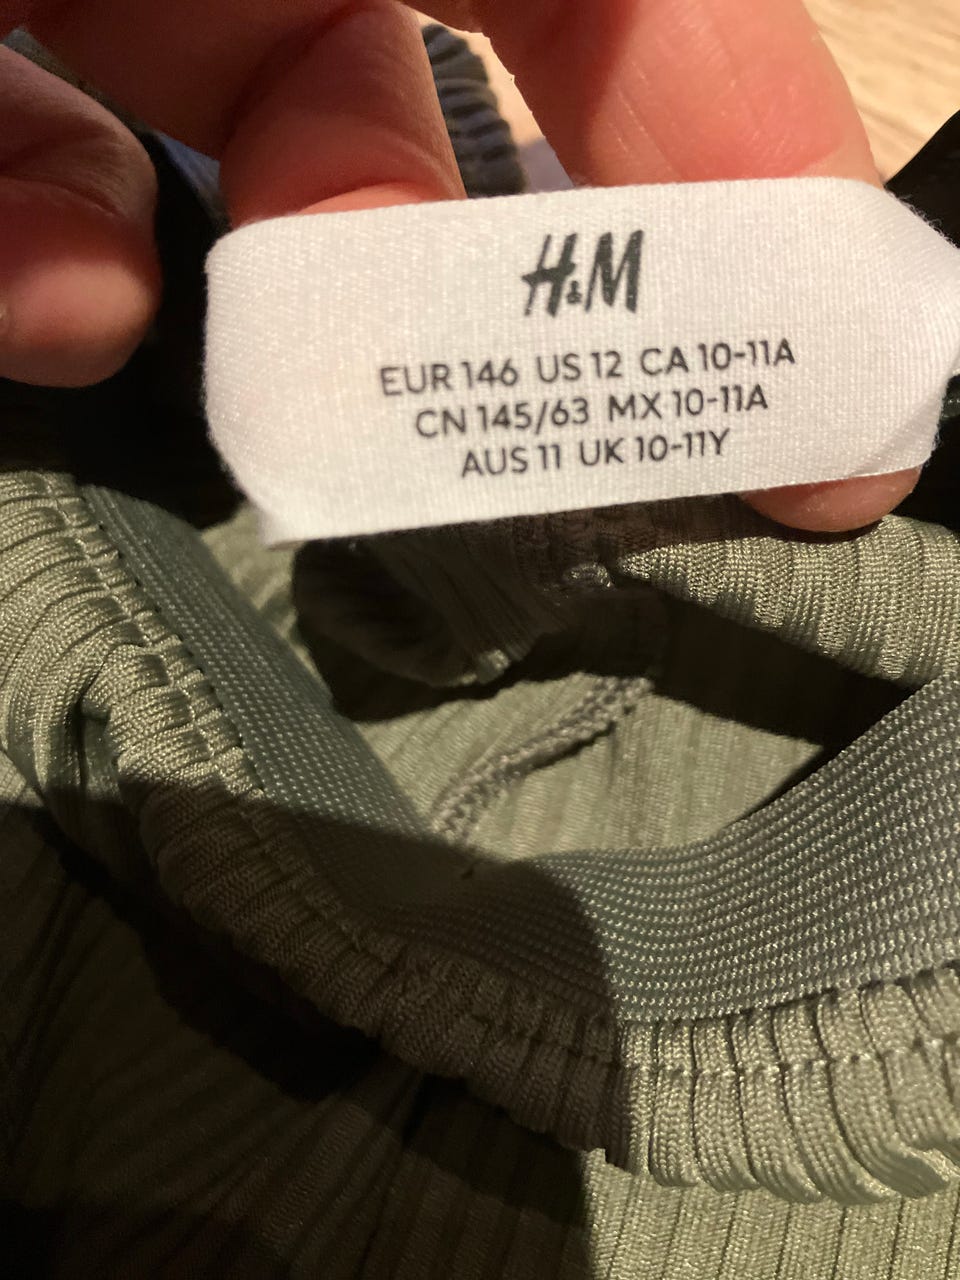 H&M
EUR 146 US 12 CA 10-11A
CN 145/63 MX 10-11A
AUS 11 UK 10-11Y